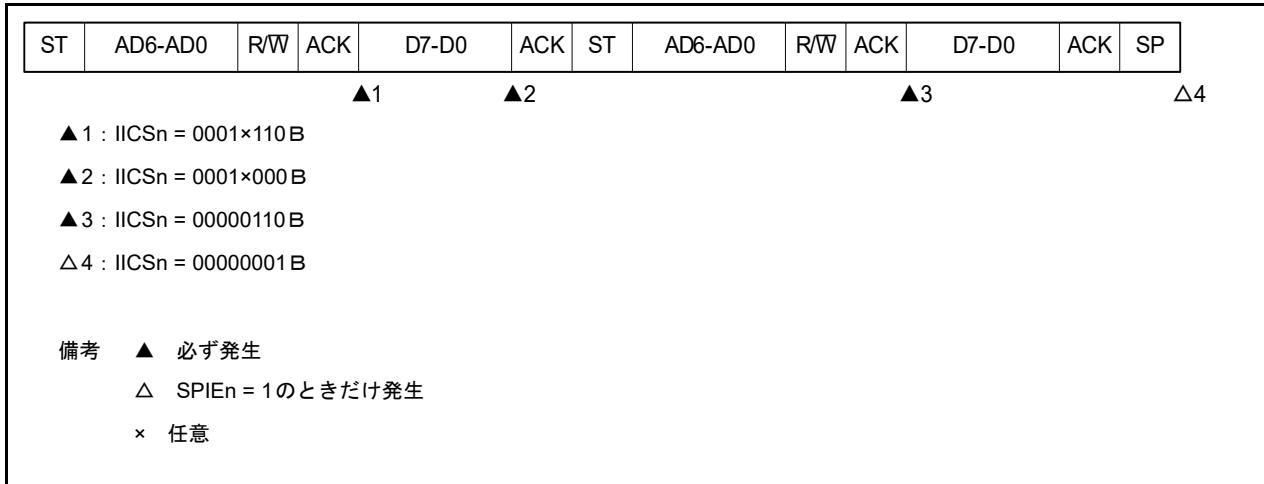 ST AD6-AD0 R/W̅ ACK D7-D0 ACK ST AD6-AD0 R/W̅ ACK D7-D0 ACK SP
▲1 ▲2 ▲3 △4
▲1：IICSn = 0001×110B
▲2：IICSn = 0001×000B
▲3：IICSn = 00000110B
△4：IICSn = 00000001B
備考 ▲ 必ず発生
△ SPIEn = 1のときだけ発生
× 任意